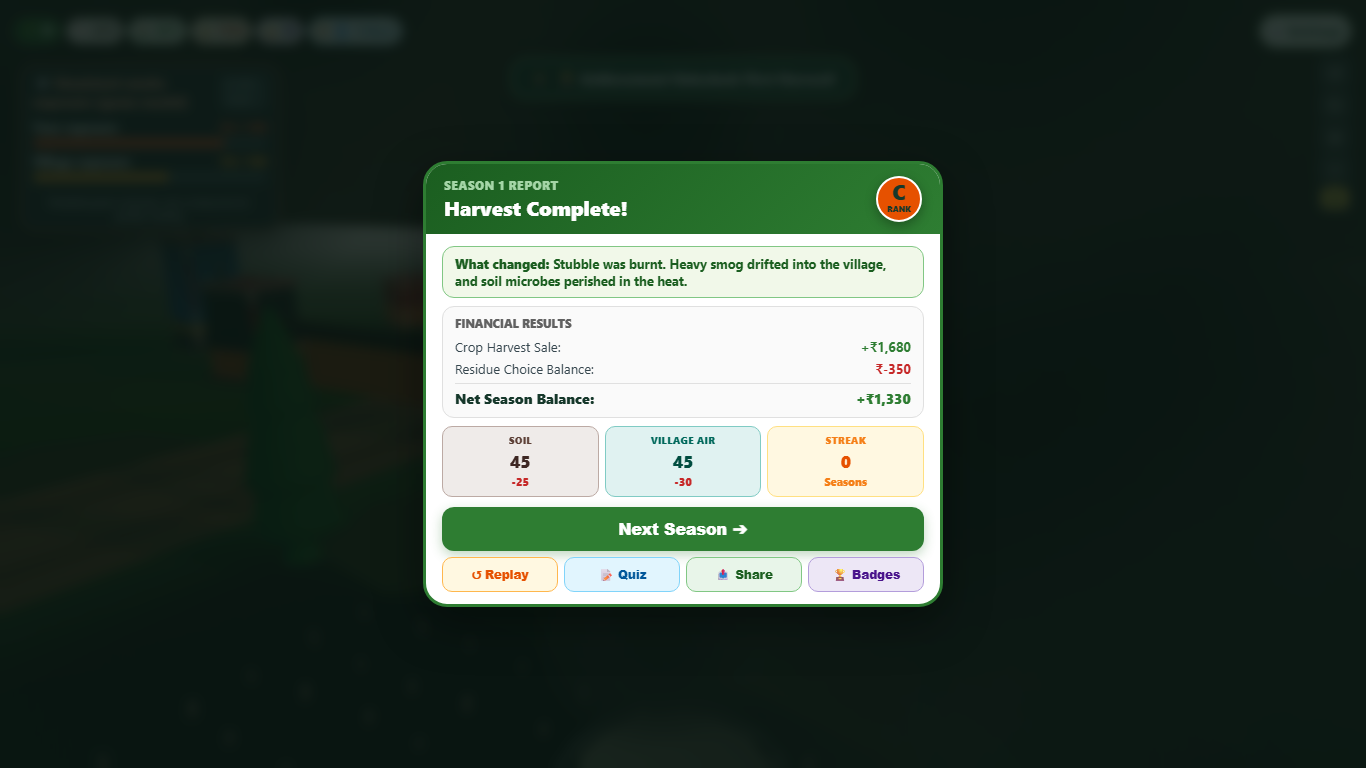 SEASON 1 REPORT
Harvest Complete!
C
RANK
What changed: Stubble was burnt. Heavy smog drifted into the village,
and soil microbes perished in the heat.
FINANCIAL RESULTS
Crop Harvest Sale: +₹1,680
Residue Choice Balance: ₹-350
Net Season Balance: +₹1,330
SOIL
45
-25
VILLAGE AIR
45
-30
STREAK
0
Seasons
Next Season ➔
↺ Replay
📝 Quiz
📤 Share
🏆 Badges